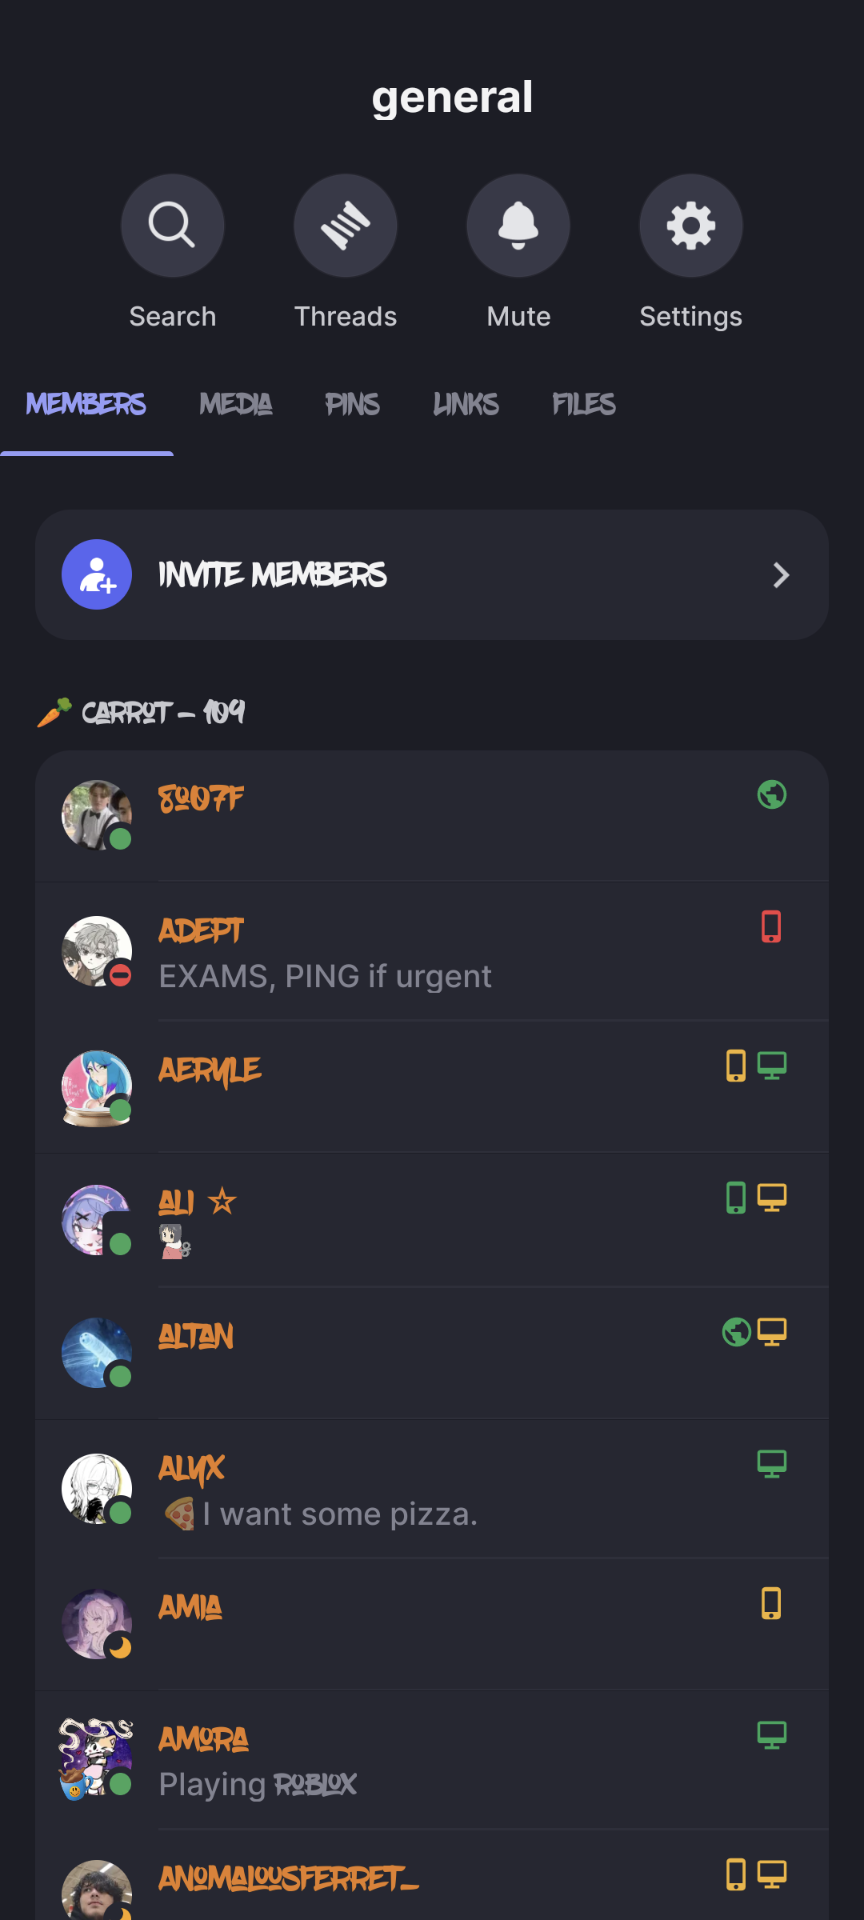 general
Search Threads Mute Settings
MEMBERS MEDIA PINS LINKS FILES
INVITE MEMBERS
🥕 CARROT – 109
8007F
ADEPT
EXAMS, PING if urgent
AERYLE
ALI ☆
ALTAN
ALYX
🍕 I want some pizza.
AMIA
AMORA
Playing ROBLOX
ANOMALOUSFERRET_